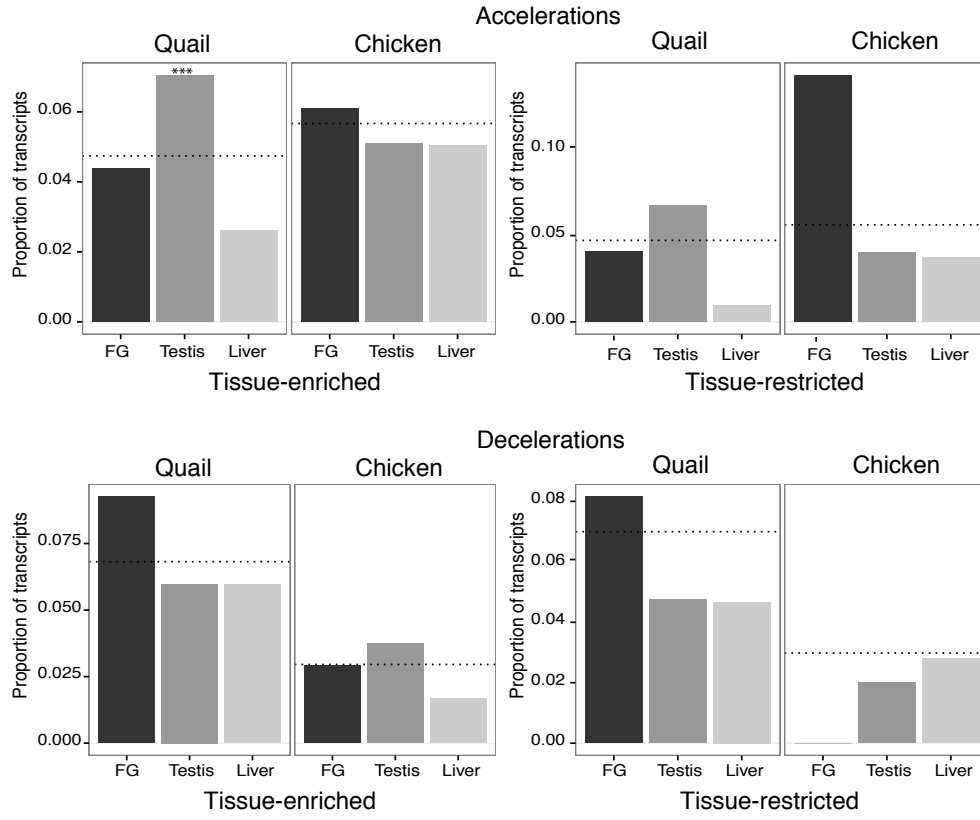 Accelerations
Quail
Chicken
Quail
Chicken
Proportion of transcripts
0.06
0.04
0.02
0.00
***
FG Testis Liver
FG Testis Liver
Tissue-enriched
Proportion of transcripts
0.10
0.05
0.00
FG Testis Liver
FG Testis Liver
Tissue-restricted
Decelerations
Quail
Chicken
Quail
Chicken
Proportion of transcripts
0.075
0.050
0.025
0.000
FG Testis Liver
FG Testis Liver
Tissue-enriched
Proportion of transcripts
0.08
0.06
0.04
0.02
0.00
FG Testis Liver
FG Testis Liver
Tissue-restricted